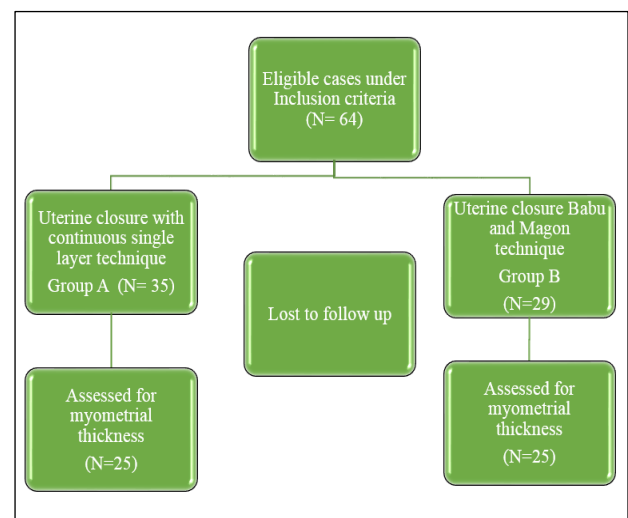 Eligible cases under
Inclusion criteria
(N= 64)
Uterine closure with
continuous single
layer technique
Group A (N= 35)
Uterine closure Babu
and Magon
technique
Group B
(N=29)
Lost to follow up
Assessed for
myometrial
thickness
(N=25)
Assessed for
myometrial
thickness
(N=25)